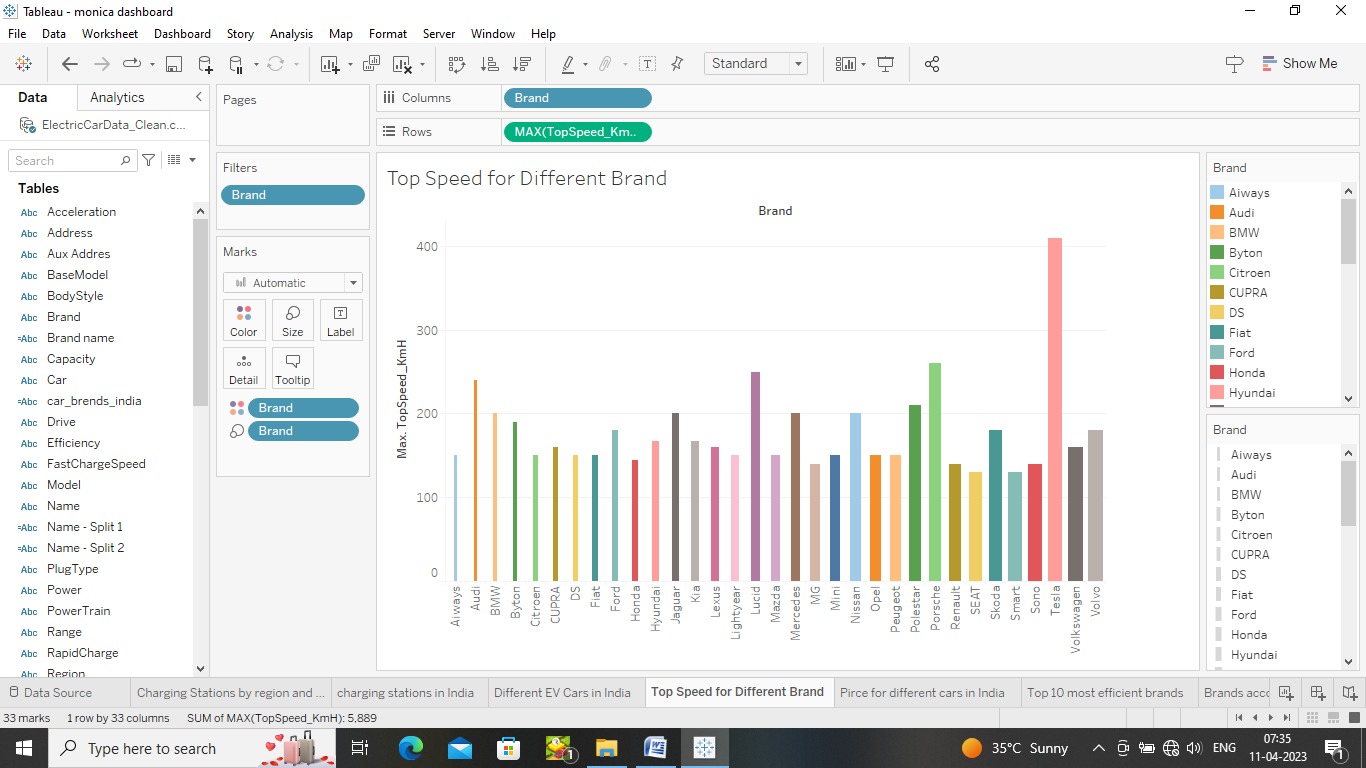 Tableau - monica dashboard
File Data Worksheet Dashboard Story Analysis Map Format Server Window Help
Standard
Show Me
Data Analytics
ElectricCarData_Clean.c...
Search
Tables
Abc Acceleration
Abc Address
Abc Aux Addres
Abc BaseModel
Abc BodyStyle
Abc Brand
=Abc Brand name
Abc Capacity
Abc Car
=Abc car_brends_india
Abc Drive
Abc Efficiency
Abc FastChargeSpeed
Abc Model
Abc Name
=Abc Name - Split 1
=Abc Name - Split 2
Abc PlugType
Abc Power
Abc PowerTrain
Abc Range
Abc RapidCharge
Abc Region
Pages
Filters
Brand
Marks
Automatic
Color Size Label
Detail Tooltip
Brand
Brand
Columns Brand
Rows MAX(TopSpeed_Km..
Top Speed for Different Brand
Brand
Max. TopSpeed_KmH
400
300
200
100
0
Aiways
Audi
BMW
Byton
Citroen
CUPRA
DS
Fiat
Ford
Honda
Hyundai
Jaguar
Kia
Lexus
Lightyear
Lucid
Mazda
Mercedes
MG
Mini
Nissan
Opel
Peugeot
Polestar
Porsche
Renault
SEAT
Skoda
Smart
Sono
Tesla
Volkswagen
Volvo
Brand
Aiways
Audi
BMW
Byton
Citroen
CUPRA
DS
Fiat
Ford
Honda
Hyundai
Brand
Aiways
Audi
BMW
Byton
Citroen
CUPRA
DS
Fiat
Ford
Honda
Hyundai
Data Source Charging Stations by region and ... charging stations in India Different EV Cars in India Top Speed for Different Brand Pirce for different cars in India Top 10 most efficient brands Brands acco
33 marks 1 row by 33 columns SUM of MAX(TopSpeed_KmH): 5,889
Type here to search
1
35°C Sunny
ENG
07:35
11-04-2023
1